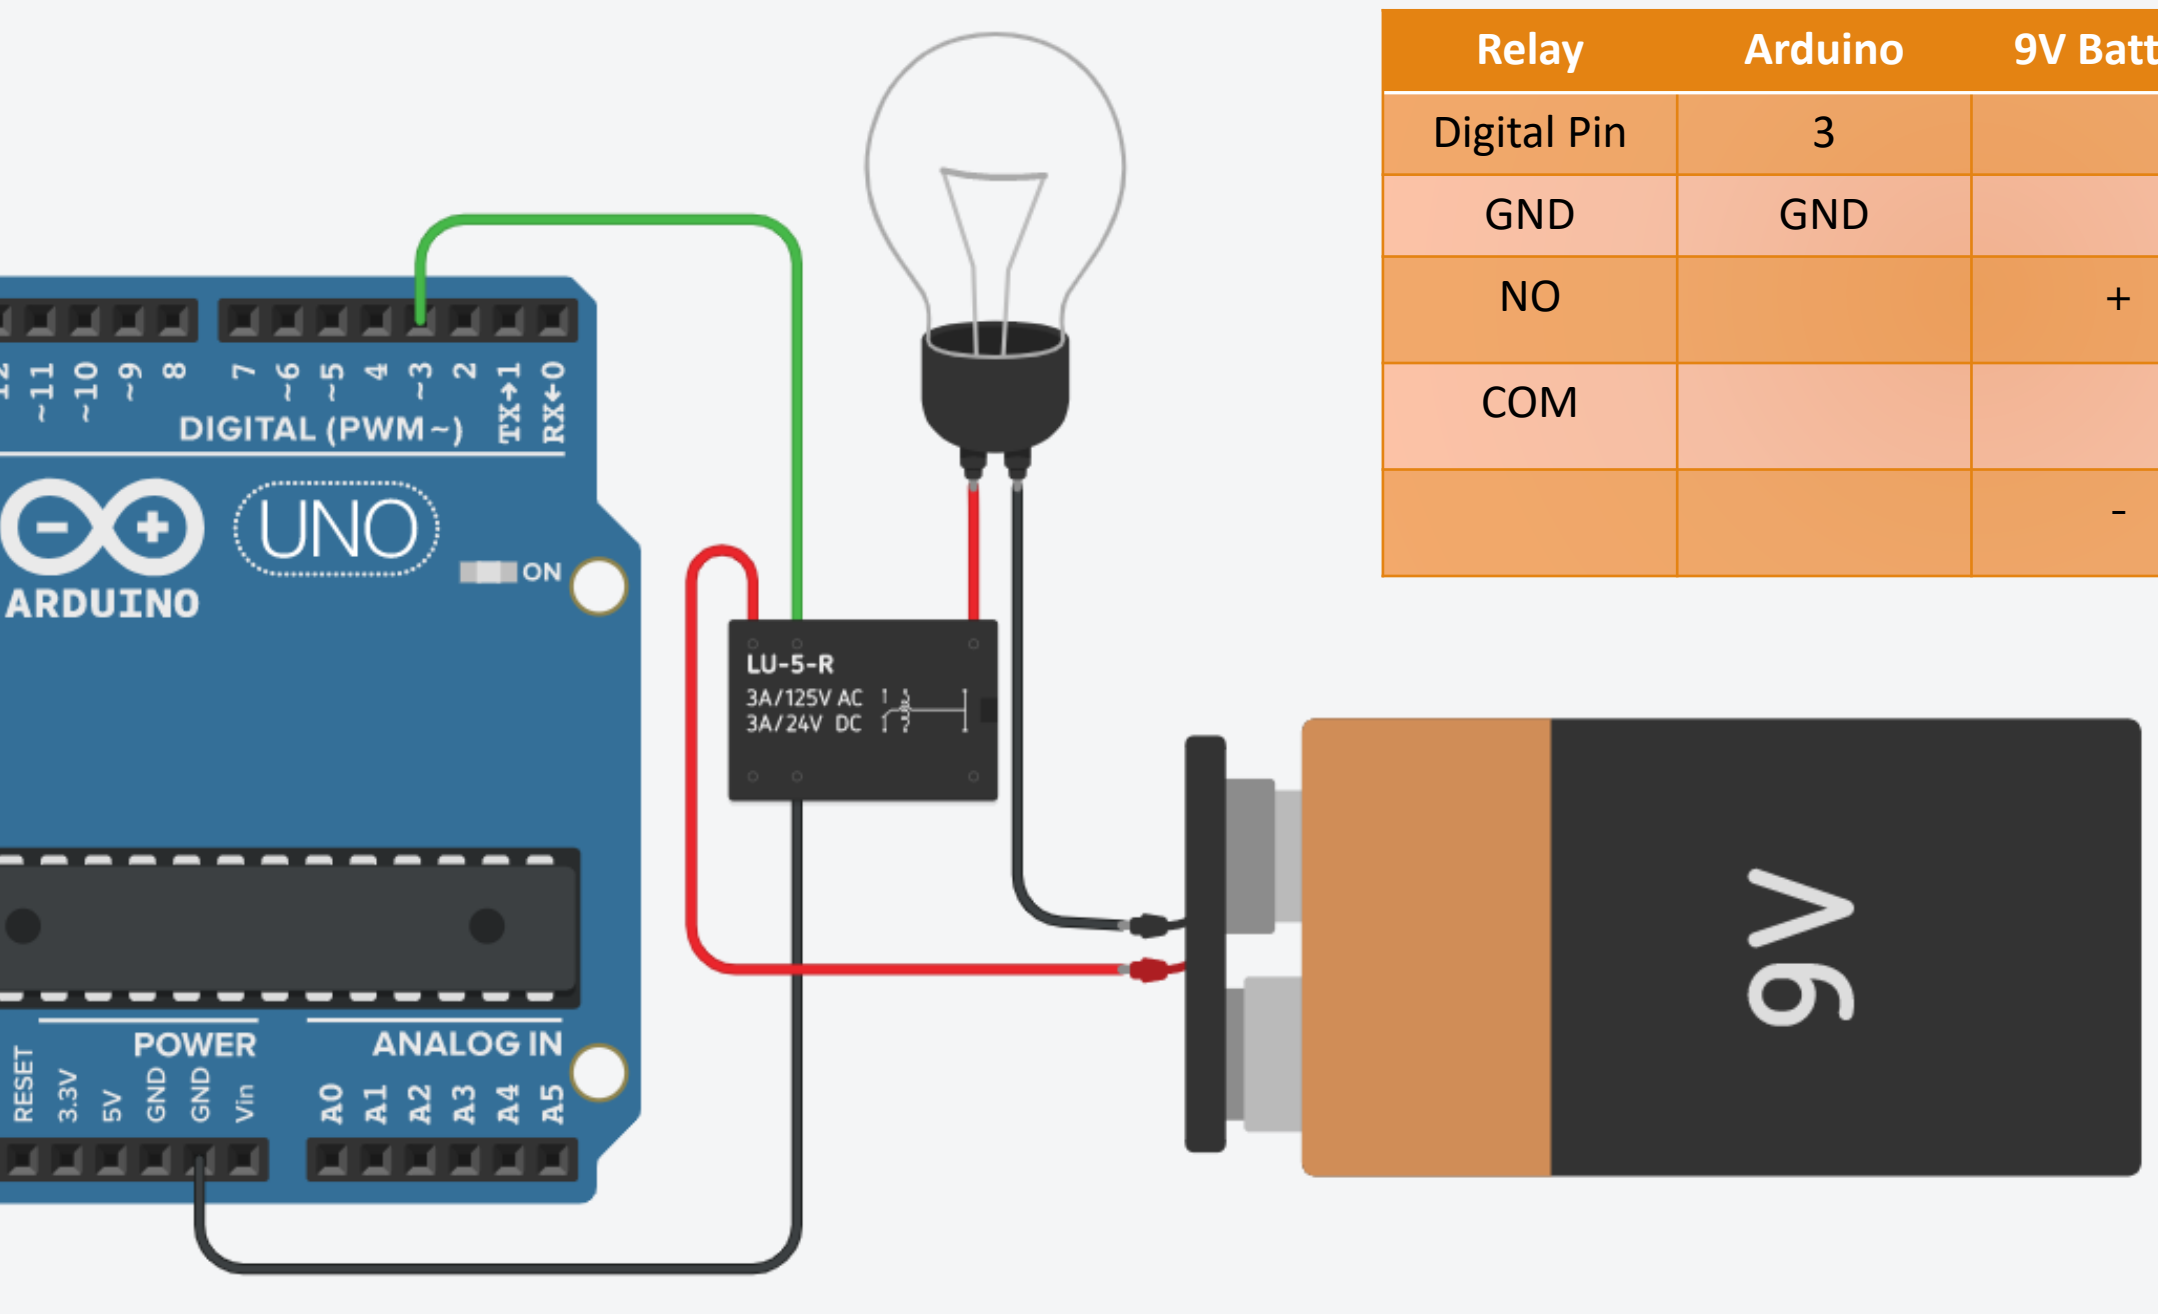 Relay Arduino 9V Batt
Digital Pin 3
GND GND
NO +
COM
-
12 ~11 ~10 ~9 8 7 ~6 ~5 4 ~3 2 TX→1 RX←0
DIGITAL (PWM~)
UNO
ON
ARDUINO
LU-5-R
3A/125V AC
3A/24V DC
9V
POWER
ANALOG IN
RESET 3.3V 5V GND GND Vin A0 A1 A2 A3 A4 A5